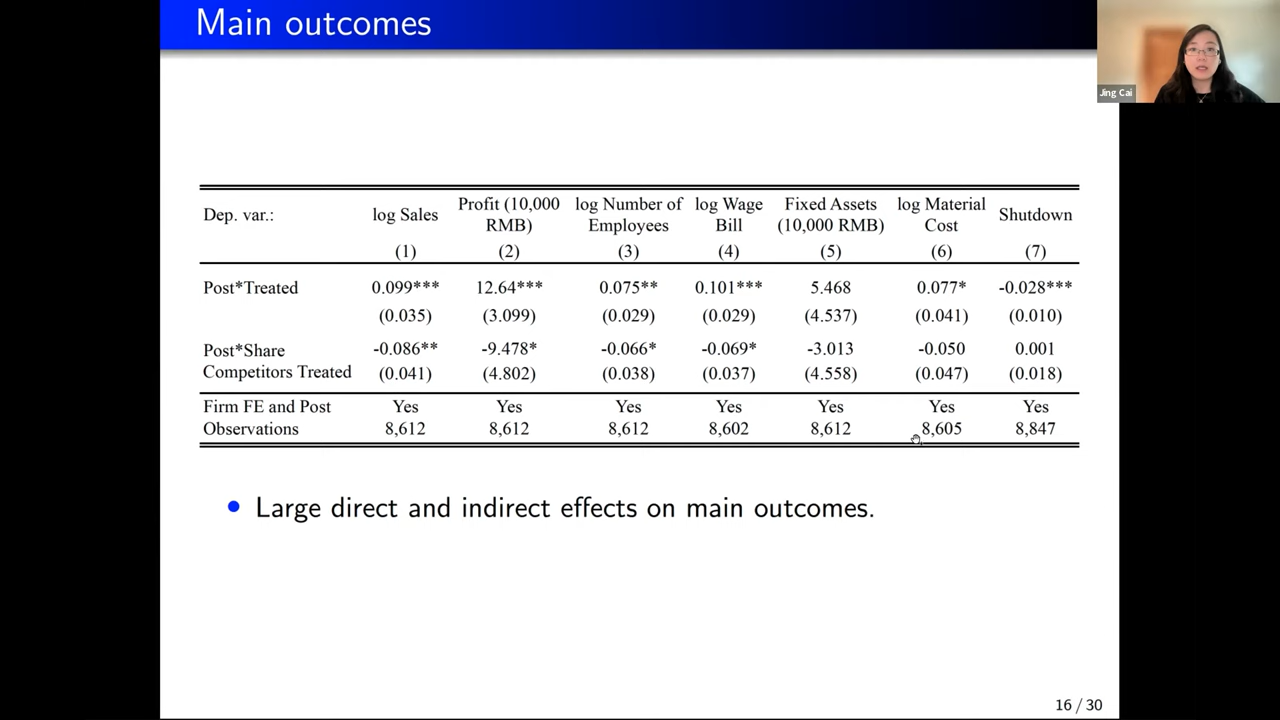 Main outcomes
Jing Cai
Dep. var.: log Sales Profit (10,000 RMB) log Number of Employees log Wage Bill Fixed Assets (10,000 RMB) log Material Cost Shutdown
(1) (2) (3) (4) (5) (6) (7)
Post*Treated 0.099*** 12.64*** 0.075** 0.101*** 5.468 0.077* -0.028***
(0.035) (3.099) (0.029) (0.029) (4.537) (0.041) (0.010)
Post*Share -0.086** -9.478* -0.066* -0.069* -3.013 -0.050 0.001
Competitors Treated (0.041) (4.802) (0.038) (0.037) (4.558) (0.047) (0.018)
Firm FE and Post Yes Yes Yes Yes Yes Yes Yes
Observations 8,612 8,612 8,612 8,602 8,612 8,605 8,847
Large direct and indirect effects on main outcomes.
16 / 30